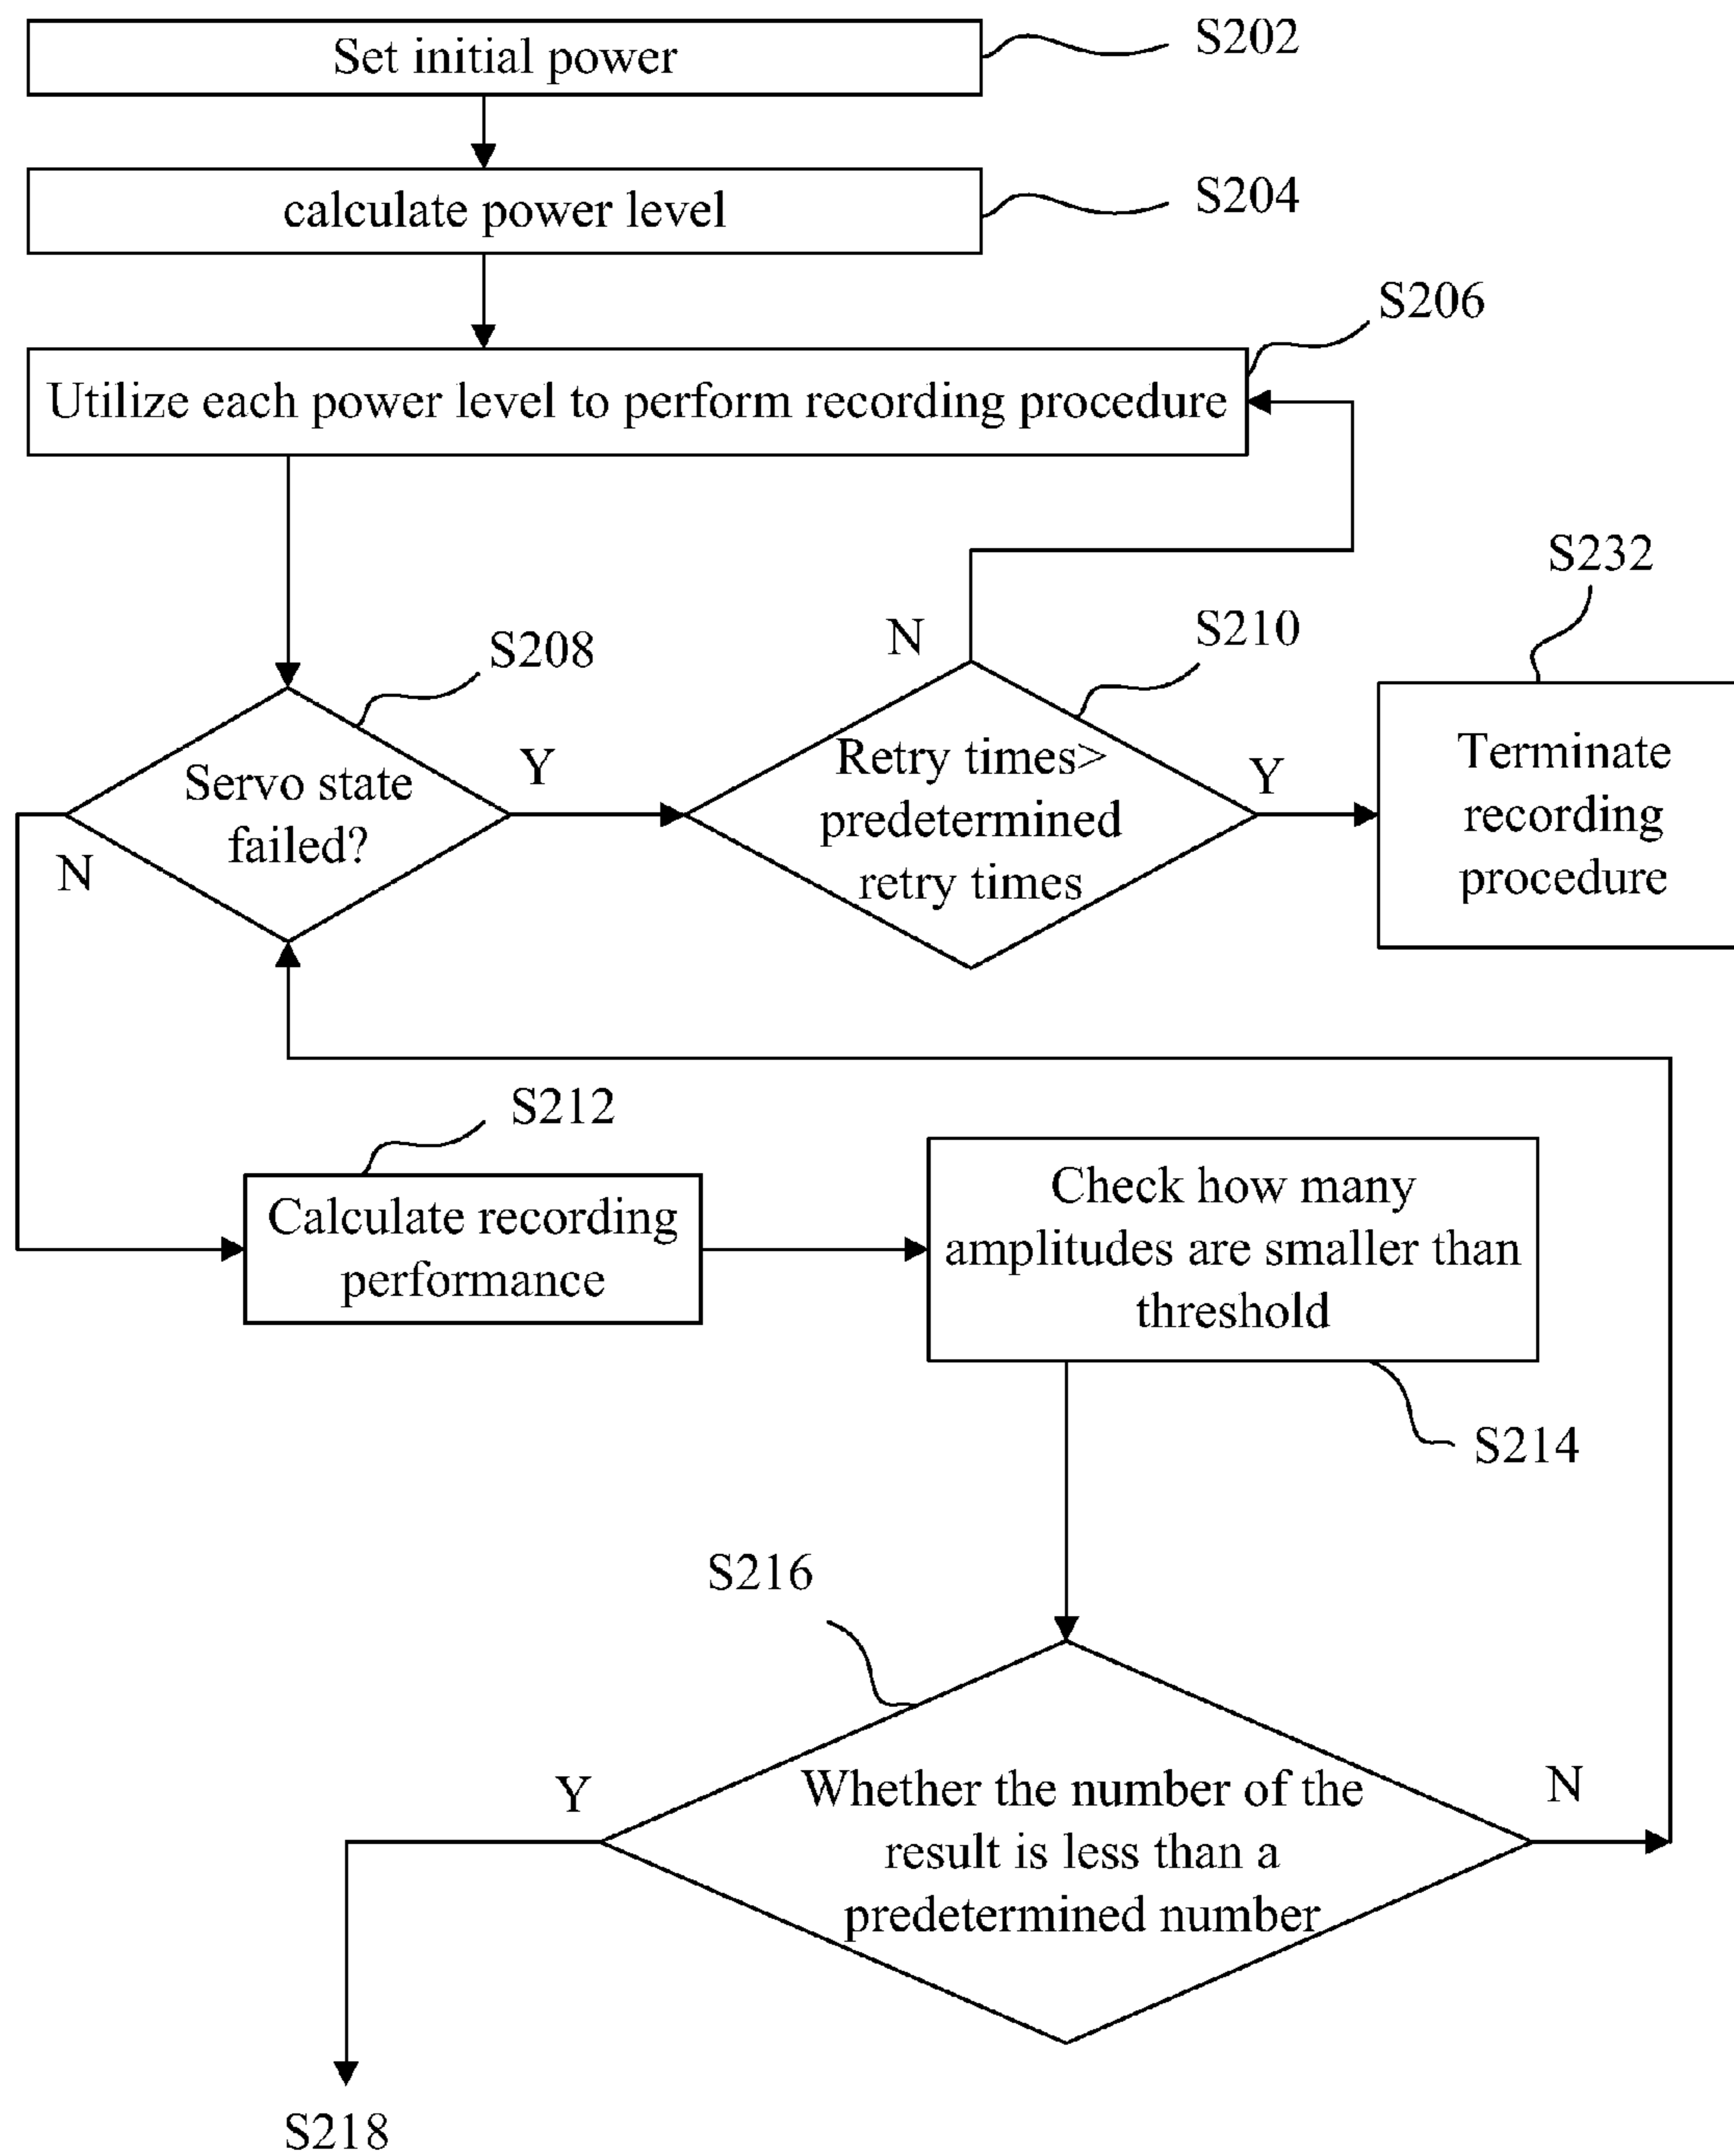 Set initial power
S202
calculate power level
S204
S206
Utilize each power level to perform recording procedure
S232
N
S210
S208
Servo state
failed?
Y
N
Retry times>
predetermined
retry times
Y
Terminate
recording
procedure
S212
Calculate recording
performance
Check how many
amplitudes are smaller than
threshold
S214
S216
Y
Whether the number of the
result is less than a
predetermined number
N
S218